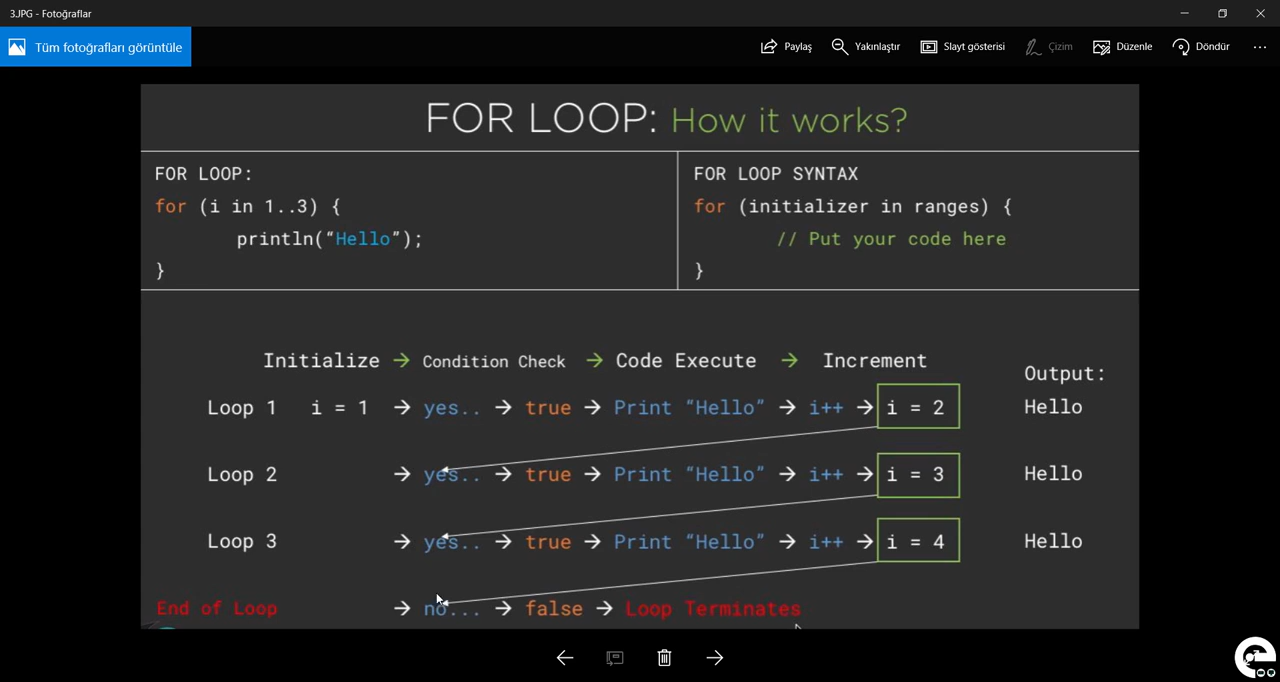 3.JPG - Fotoğraflar
Tüm fotoğrafları görüntüle
Paylaş
Yakınlaştır
Slayt gösterisi
Çizim
Düzenle
Döndür
FOR LOOP: How it works?
FOR LOOP:
for (i in 1..3) {
println(“Hello”);
}
FOR LOOP SYNTAX
for (initializer in ranges) {
// Put your code here
}
Initialize → Condition Check → Code Execute → Increment
Output:
Loop 1 i = 1 → yes.. → true → Print “Hello” → i++ → i = 2 Hello
Loop 2 → yes.. → true → Print “Hello” → i++ → i = 3 Hello
Loop 3 → yes.. → true → Print “Hello” → i++ → i = 4 Hello
End of Loop → no... → false → Loop Terminates